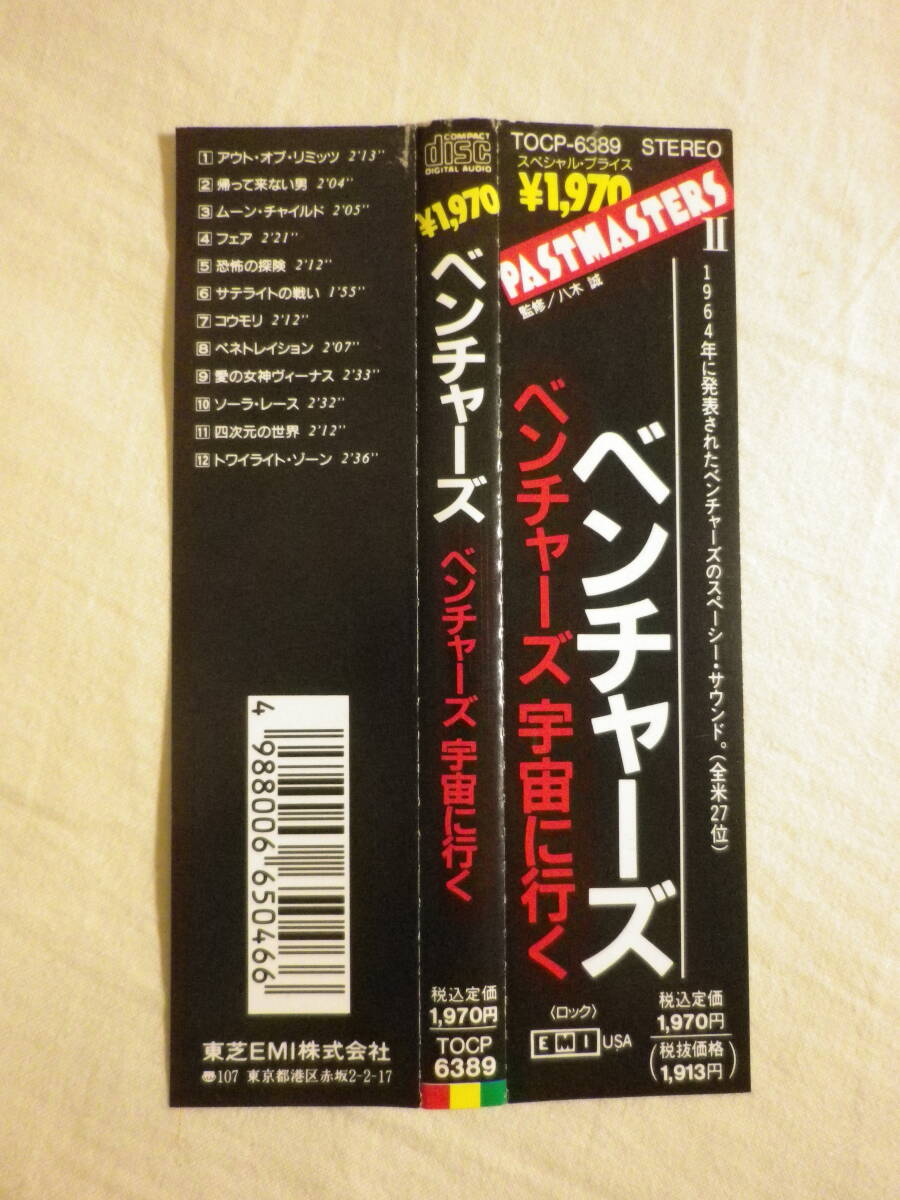 1 アウト・オブ・リミッツ 2'13"
2 帰って来ない男 2'04"
3 ムーン・チャイルド 2'05"
4 フェア 2'21"
5 恐怖の探険 2'12"
6 サテライトの戦い 1'55"
7 コウモリ 2'12"
8 ペネトレイション 2'07"
9 愛の女神ヴィーナス 2'33"
10 ソーラ・レース 2'32"
11 四次元の世界 2'12"
12 トワイライト・ゾーン 2'36"
4 988006 650466
東芝EMI株式会社
〒107 東京都港区赤坂2-2-17
COMPACT
disc
DIGITAL AUDIO
¥1,970
ベンチャーズ
ベンチャーズ 宇宙に行く
税込定価
1,970円
TOCP
6389
TOCP-6389 STEREO
スペシャル・プライス
¥1,970
PASTMASTERS
II
監修/八木 誠
1964年に発表されたベンチャーズのスペーシー・サウンド。(全米27位)
ベンチャーズ
ベンチャーズ 宇宙に行く
〈ロック〉
EMI USA
税込定価
1,970円
(税抜価格
1,913円)